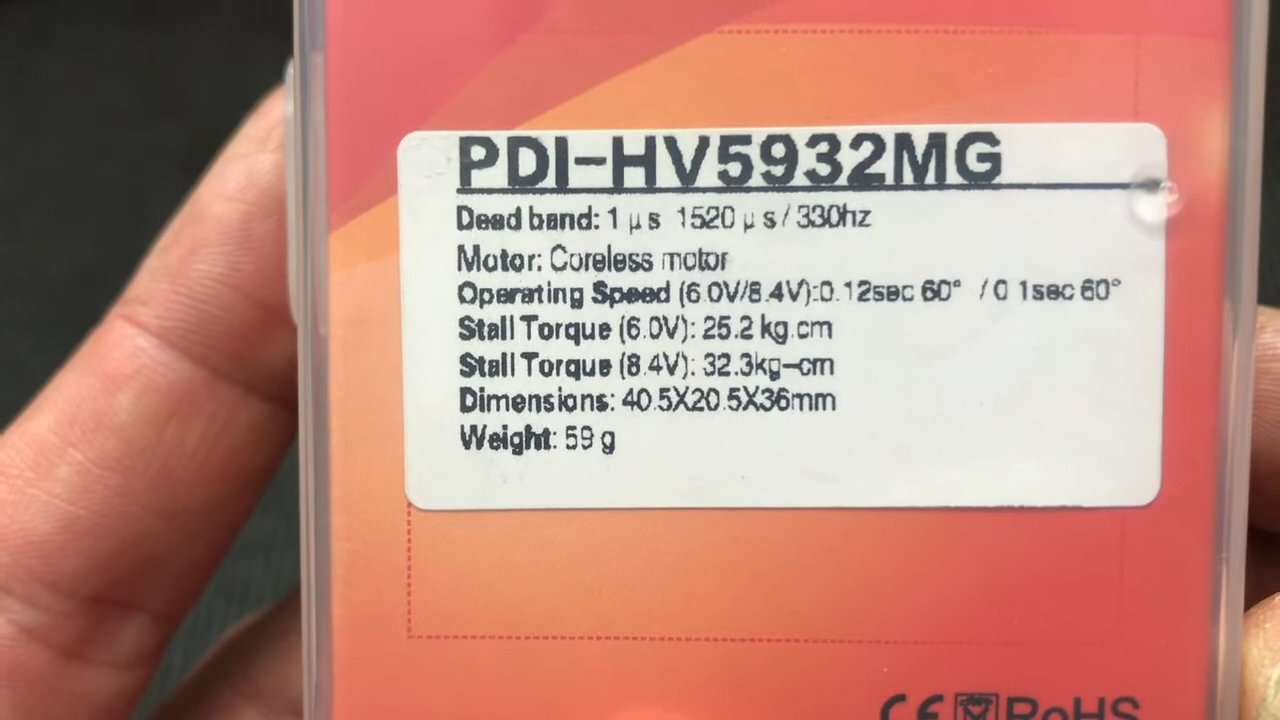 PDI-HV5932MG
Dead band: 1 μ s 1520 μ s / 330hz
Motor: Coreless motor
Operating Speed (6.0V/8.4V):0.12sec 60° / 0.1sec 60°
Stall Torque (6.0V): 25.2 kg.cm
Stall Torque (8.4V): 32.3kg-cm
Dimensions: 40.5X20.5X36mm
Weight: 59 g
CE RoHS